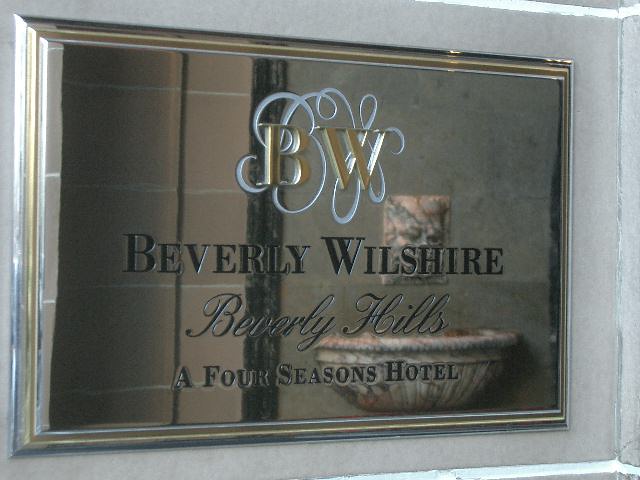 BW
BEVERLY WILSHIRE
Beverly Hills
A FOUR SEASONS HOTEL